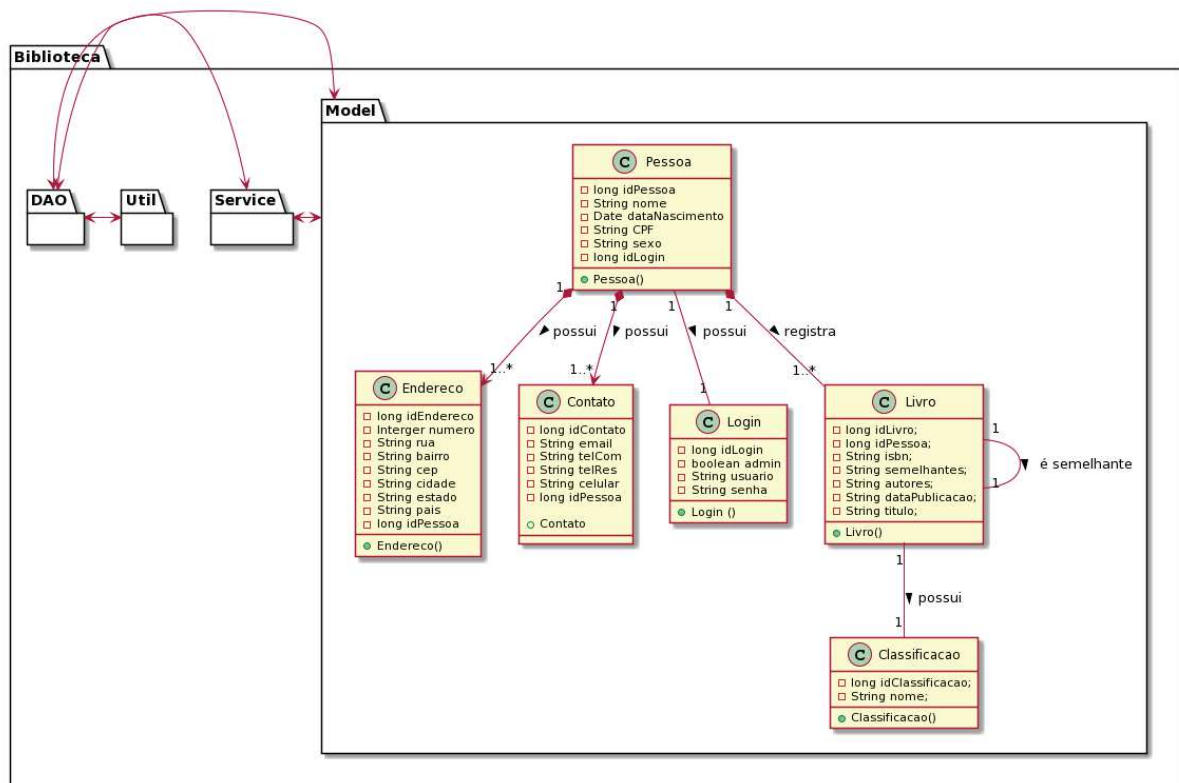 Biblioteca
Model
DAO
Util
Service
C Pessoa
long idPessoa
String nome
Date dataNascimento
String CPF
String sexo
long idLogin
Pessoa()
1
1
1
1
possui
possui
possui
registra
1..*
1..*
1
1..*
C Endereco
long idEndereco
Interger numero
String rua
String bairro
String cep
String cidade
String estado
String pais
long idPessoa
Endereco()
C Contato
long idContato
String email
String telCom
String telRes
String celular
long idPessoa
Contato
C Login
long idLogin
boolean admin
String usuario
String senha
Login ()
C Livro
long idLivro;
long idPessoa;
String isbn;
String semelhantes;
String autores;
String dataPublicacao;
String titulo;
Livro()
1
é semelhante
1
1
possui
1
C Classificacao
long idClassificacao;
String nome;
Classificacao()